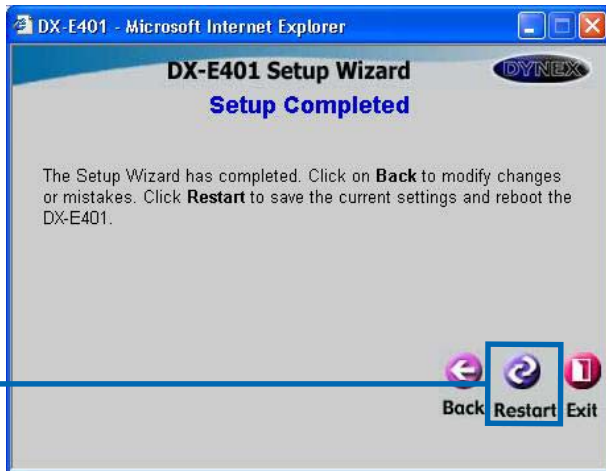 DX-E401 - Microsoft Internet Explorer
DX-E401 Setup Wizard
DYNEX
Setup Completed
The Setup Wizard has completed. Click on Back to modify changes
or mistakes. Click Restart to save the current settings and reboot the
DX-E401.
Back Restart Exit